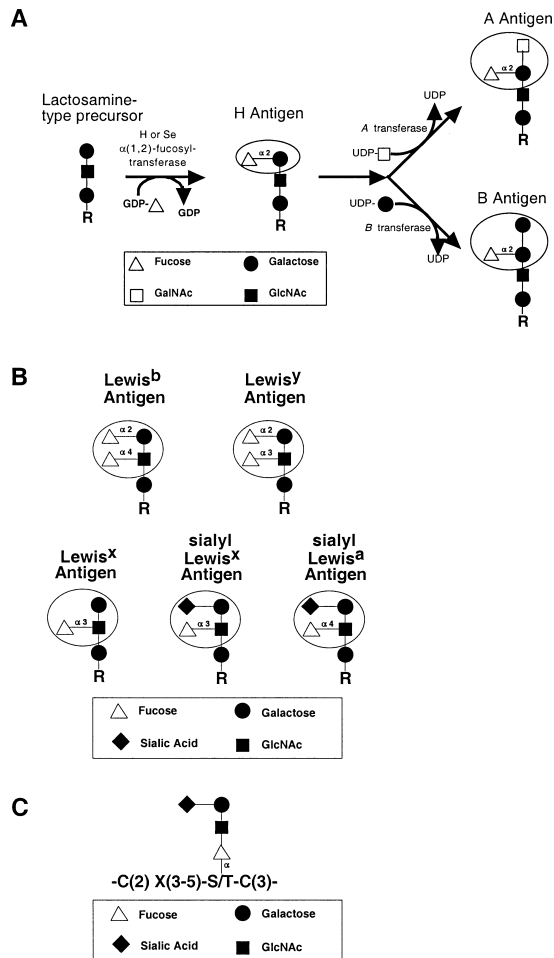 A
A Antigen
α2
R
Lactosamine-
type precursor
R
H or Se
α(1,2)-fucosyl-
transferase
GDP-
GDP
H Antigen
α2
R
UDP
A transferase
UDP-
UDP-
B transferase
UDP
B Antigen
α2
R
Fucose
Galactose
GalNAc
GlcNAc
B
Lewisb
Antigen
α2
α4
R
Lewisy
Antigen
α2
α3
R
Lewisx
Antigen
α3
R
sialyl
Lewisx
Antigen
α3
R
sialyl
Lewisa
Antigen
α4
R
Fucose
Galactose
Sialic Acid
GlcNAc
C
α
-C(2) X(3-5)-S/T-C(3)-
Fucose
Galactose
Sialic Acid
GlcNAc